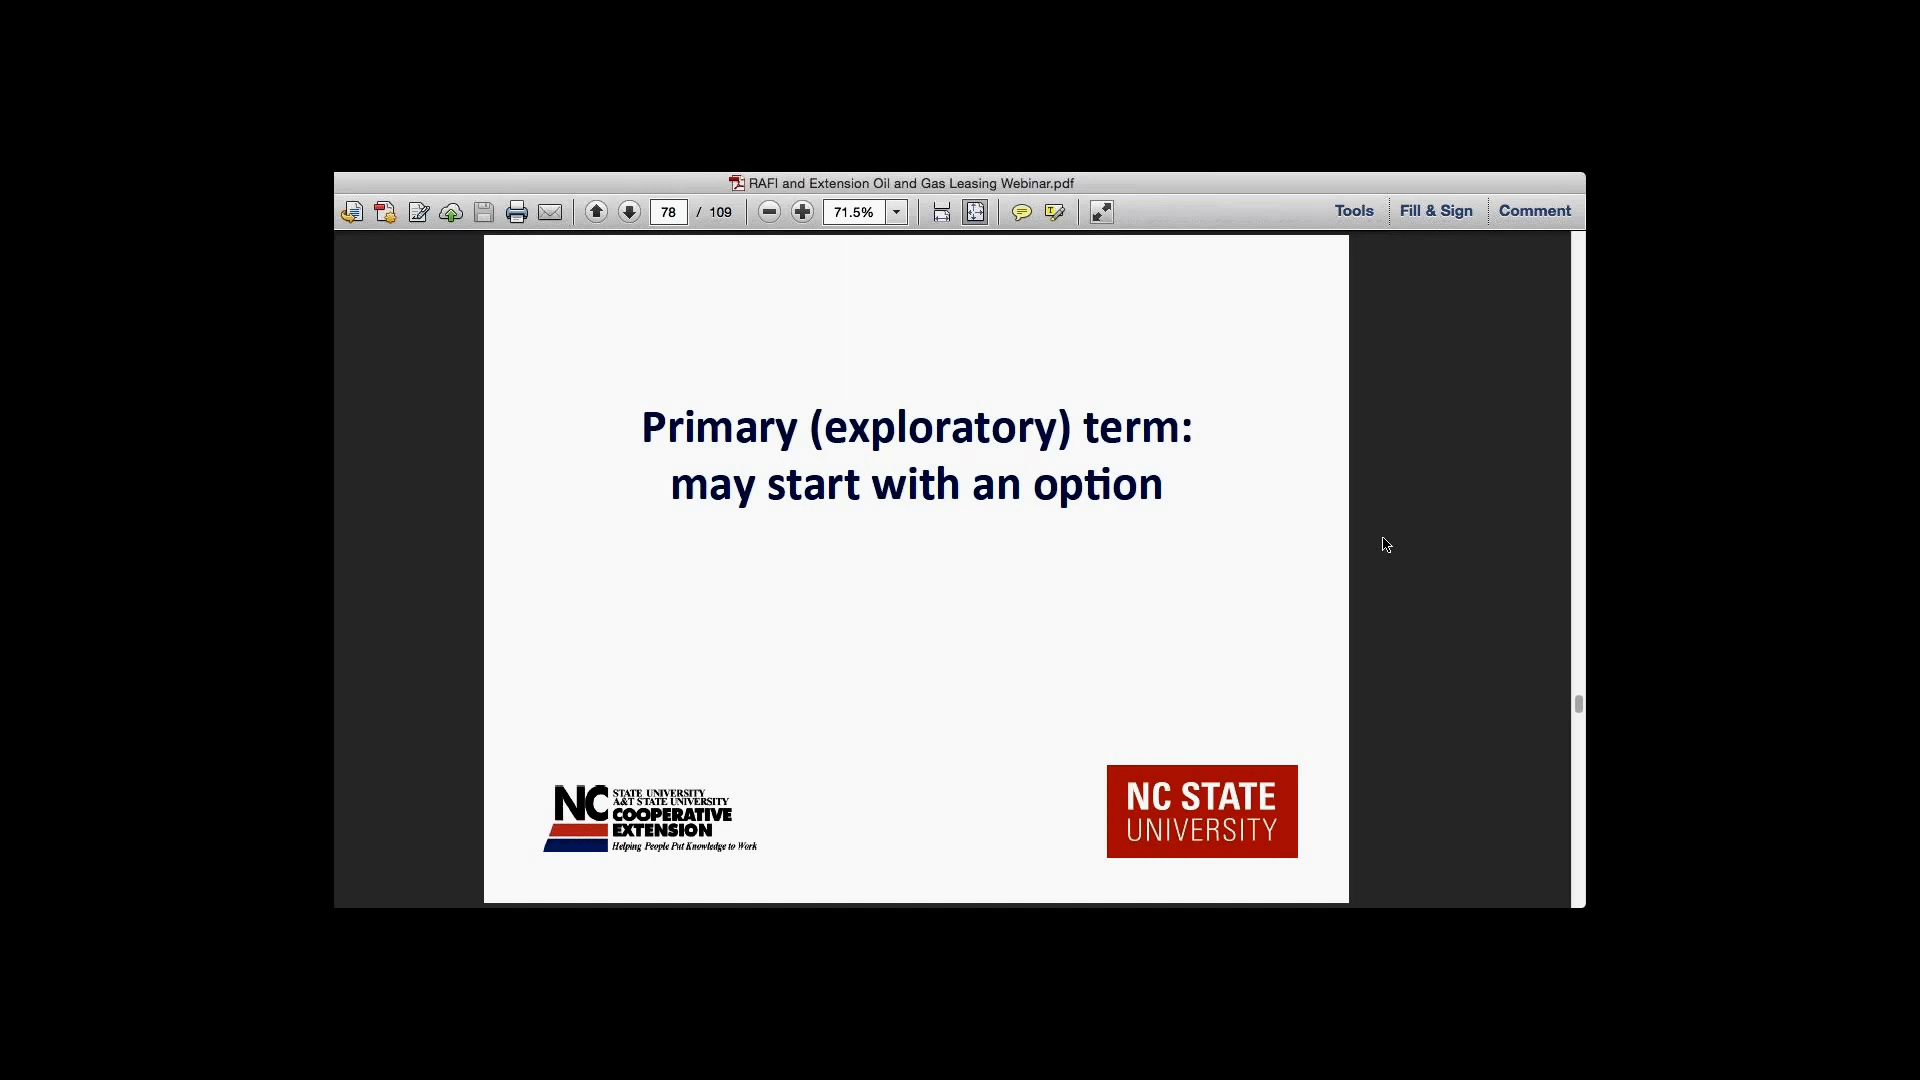 RAFI and Extension Oil and Gas Leasing Webinar.pdf
78 / 109 71.5% Tools Fill & Sign Comment
Primary (exploratory) term:
may start with an option
NC STATE UNIVERSITY
A&T STATE UNIVERSITY
COOPERATIVE
EXTENSION
Helping People Put Knowledge to Work
NC STATE
UNIVERSITY